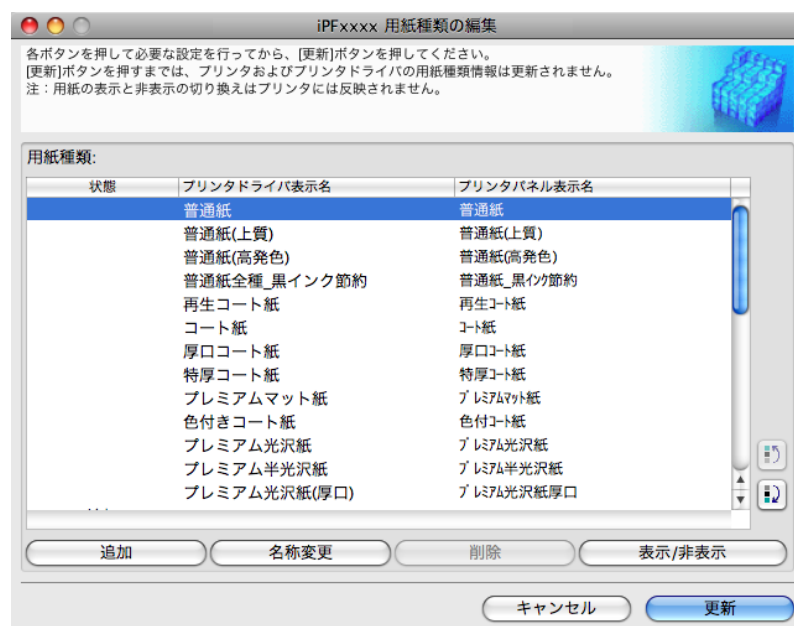 iPFxxxx 用紙種類の編集
各ボタンを押して必要な設定を行ってから、[更新]ボタンを押してください。
[更新]ボタンを押すまでは、プリンタおよびプリンタドライバの用紙種類情報は更新されません。
注：用紙の表示と非表示の切り換えはプリンタには反映されません。
用紙種類:
状態 プリンタドライバ表示名 プリンタパネル表示名
普通紙 普通紙
普通紙(上質) 普通紙(上質)
普通紙(高発色) 普通紙(高発色)
普通紙全種_黒インク節約 普通紙_黒ｲﾝｸ節約
再生コート紙 再生ｺｰﾄ紙
コート紙 ｺｰﾄ紙
厚口コート紙 厚口ｺｰﾄ紙
特厚コート紙 特厚ｺｰﾄ紙
プレミアムマット紙 ﾌﾟﾚﾐｱﾑﾏｯﾄ紙
色付きコート紙 色付ｺｰﾄ紙
プレミアム光沢紙 ﾌﾟﾚﾐｱﾑ光沢紙
プレミアム半光沢紙 ﾌﾟﾚﾐｱﾑ半光沢紙
プレミアム光沢紙(厚口) ﾌﾟﾚﾐｱﾑ光沢紙厚口
追加 名称変更 削除 表示/非表示
キャンセル 更新